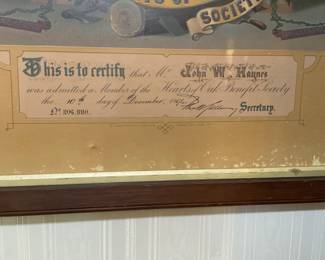 SOCIETY
This is to certify that Mr John W. Haynes
was admitted a Member of the Hearts of Oak Benefit Society
the 10th day of December
Secretary.
No